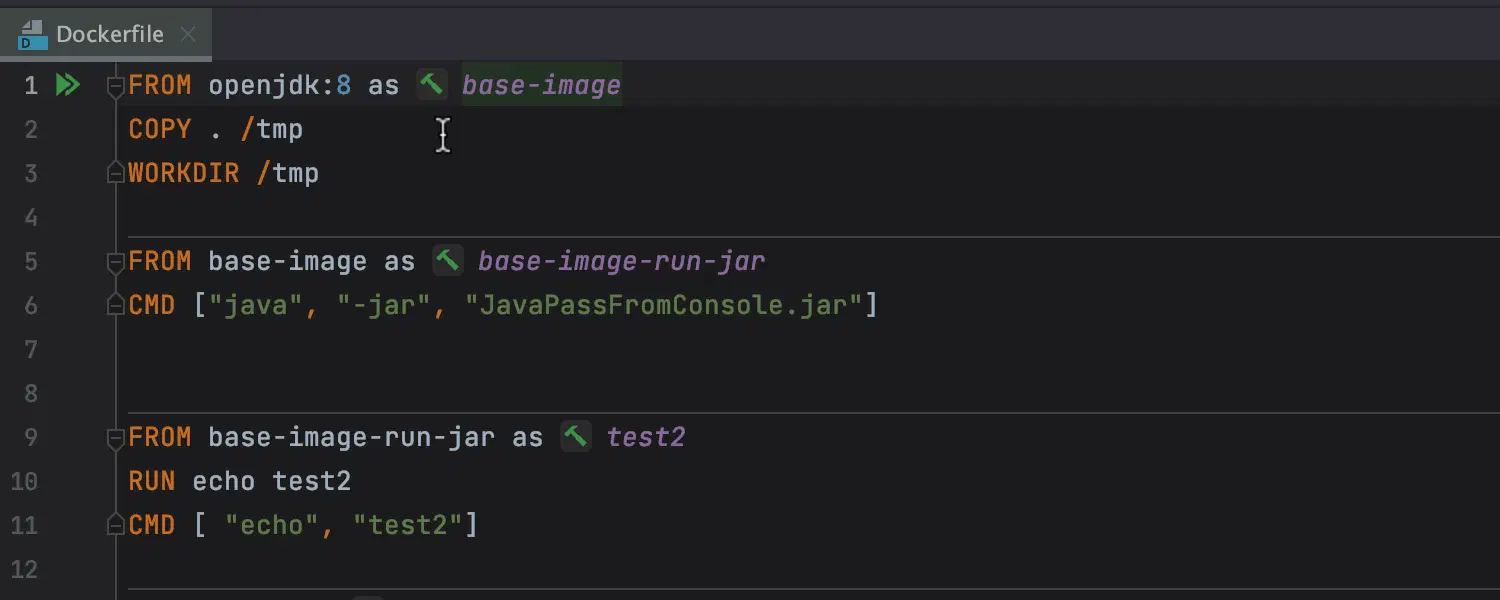 Dockerfile
1 FROM openjdk:8 as base-image
2 COPY . /tmp
3 WORKDIR /tmp
4
5 FROM base-image as base-image-run-jar
6 CMD ["java", "-jar", "JavaPassFromConsole.jar"]
7
8
9 FROM base-image-run-jar as test2
10 RUN echo test2
11 CMD [ "echo", "test2"]
12